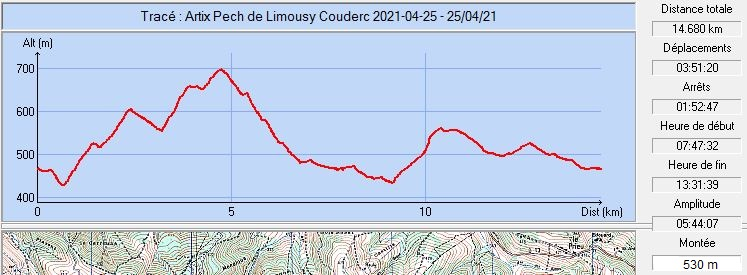 Tracé : Artix Pech de Limousy Couderc 2021-04-25 - 25/04/21
Alt (m)
700
600
500
400
0
5
10
Dist (km)
Distance totale
14.680 km
Déplacements
03:51:20
Arrêts
01:52:47
Heure de début
07:47:32
Heure de fin
13:31:39
Amplitude
05:44:07
Montée
530 m